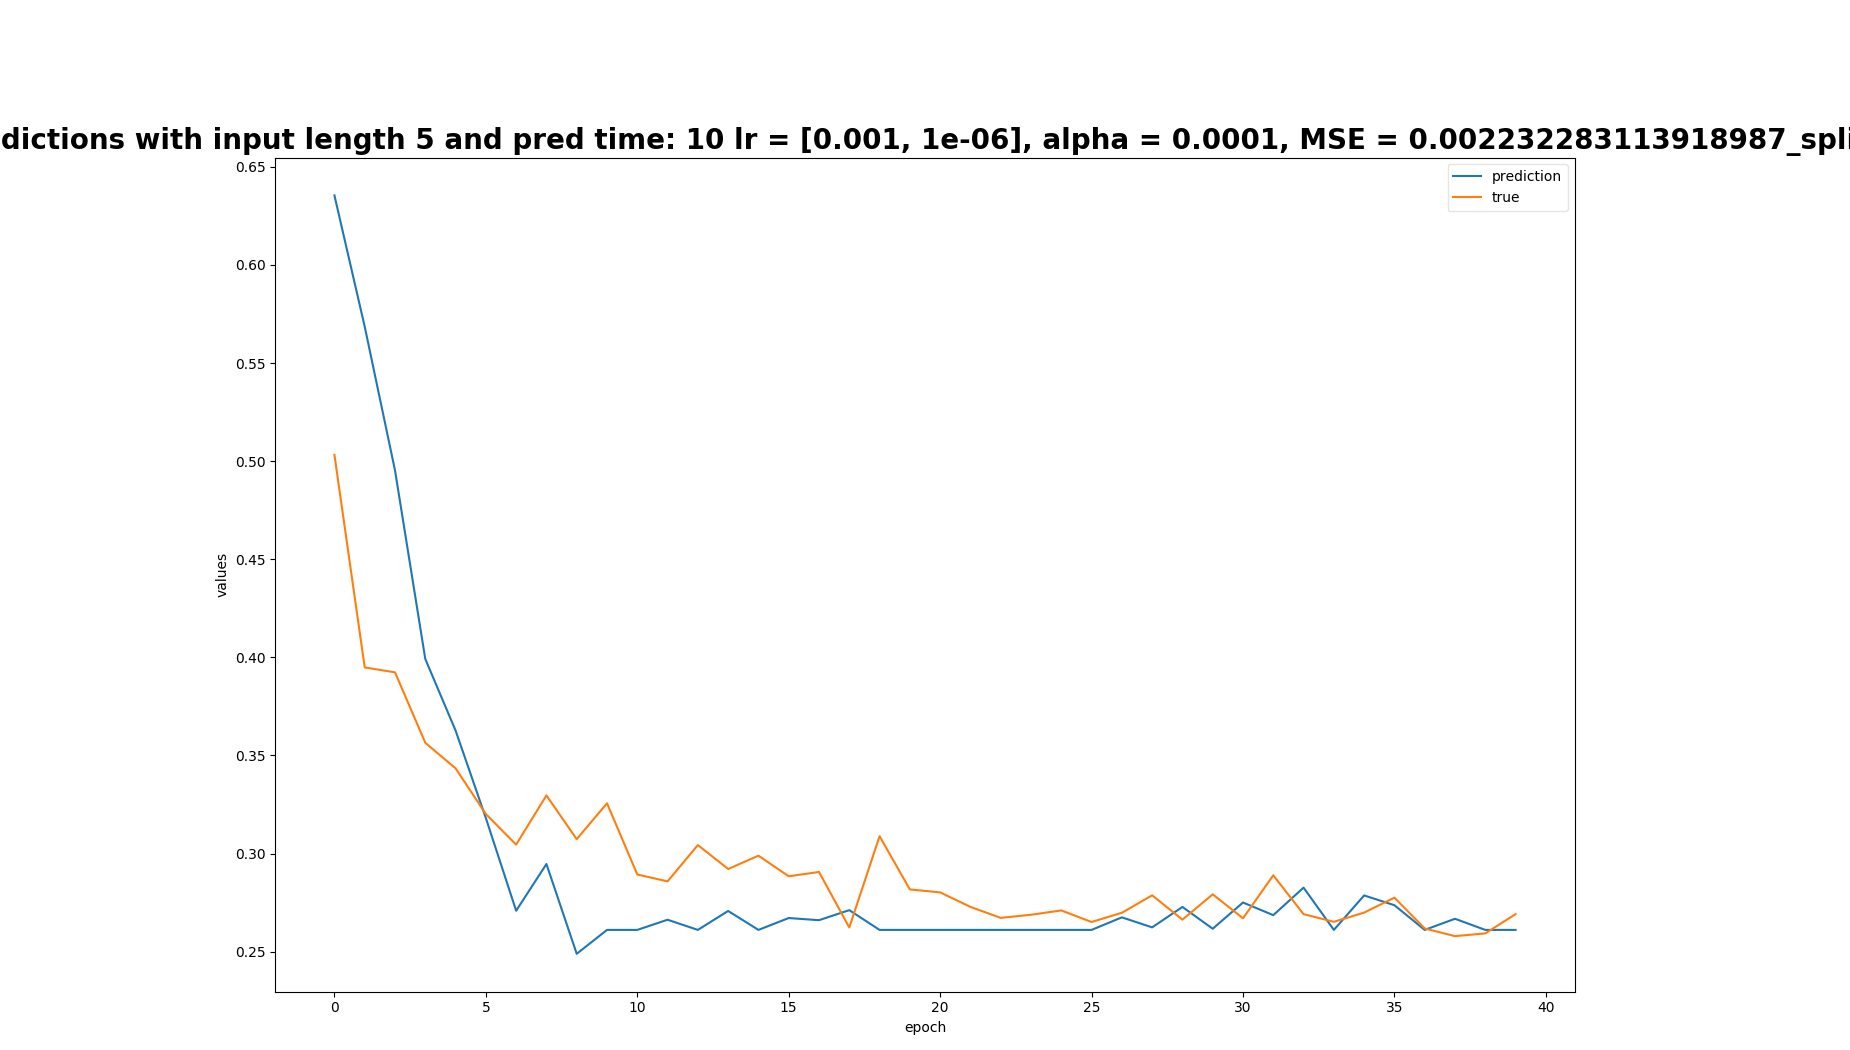 dictions with input length 5 and pred time: 10 lr = [0.001, 1e-06], alpha = 0.0001, MSE = 0.002232283113918987_spli
prediction
true
0.65
0.60
0.55
0.50
0.45
0.40
0.35
0.30
0.25
values
0 5 10 15 20 25 30 35 40
epoch